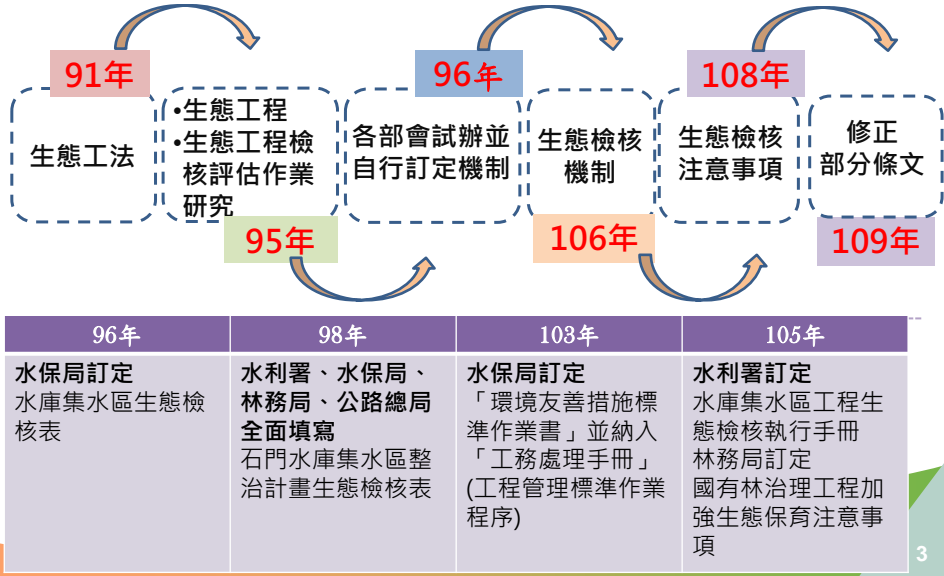 91年
生態工法
•生態工程
•生態工程檢
核評估作業
研究
95年
96年
各部會試辦並
自行訂定機制
生態檢核
機制
106年
108年
生態檢核
注意事項
修正
部分條文
109年
96年
98年
103年
105年
水保局訂定
水庫集水區生態檢
核表
水利署、水保局、
林務局、公路總局
全面填寫
石門水庫集水區整
治計畫生態檢核表
水保局訂定
「環境友善措施標
準作業書」並納入
「工務處理手冊」
(工程管理標準作業
程序)
水利署訂定
水庫集水區工程生
態檢核執行手冊
林務局訂定
國有林治理工程加
強生態保育注意事
項
3